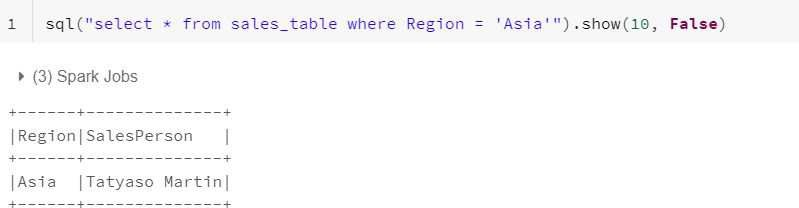 1 sql("select * from sales_table where Region = 'Asia'").show(10, False)
(3) Spark Jobs
+------+--------------+
|Region|SalesPerson   |
+------+--------------+
|Asia  |Tatyaso Martin|
+------+--------------+